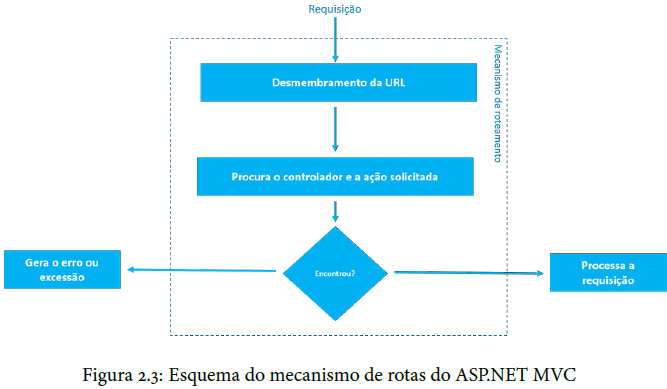 Requisição
Mecanismo de roteamento
Desmembramento da URL
Procura o controlador e a ação solicitada
Encontrou?
Gera o erro ou
excessão
Processa a
requisição
Figura 2.3: Esquema do mecanismo de rotas do ASP.NET MVC